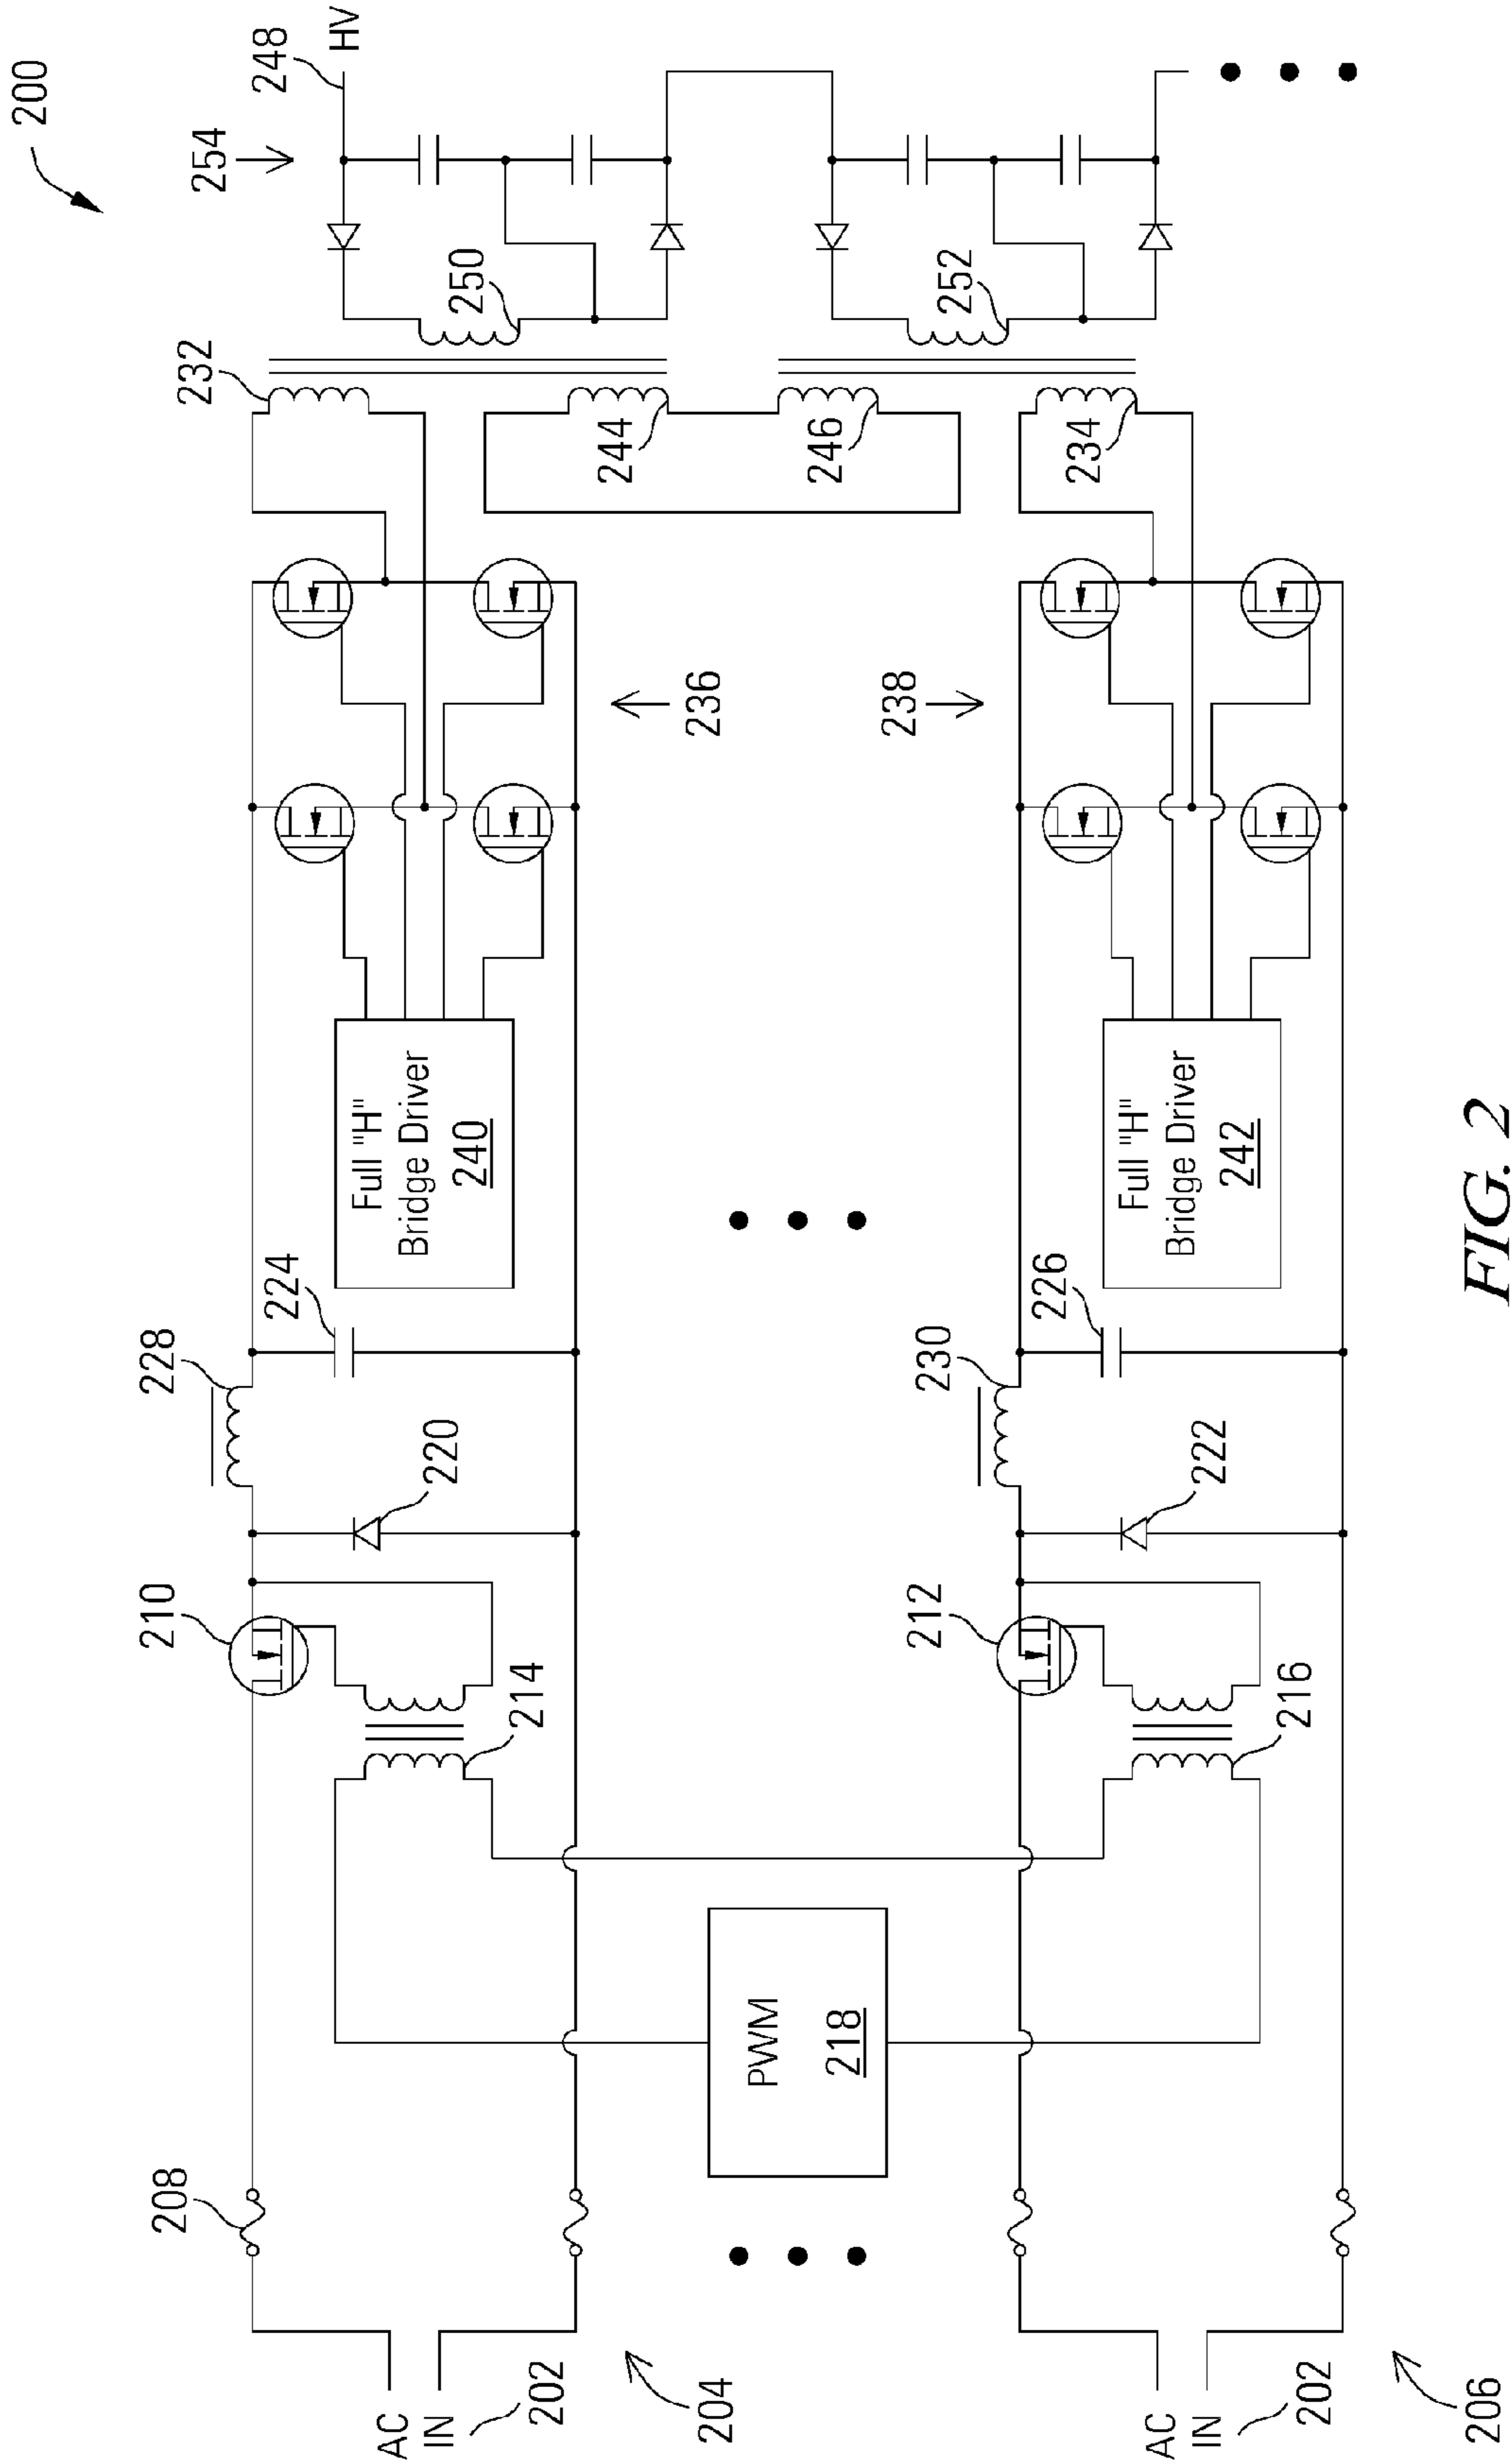 200
254
248
HV
232
250
252
244
246
234
236
238
228
224
Full "H"
Bridge Driver
240
230
226
Full "H"
Bridge Driver
242
210
220
212
222
214
216
PWM
218
208
AC
IN
202
204
AC
IN
202
206
FIG. 2